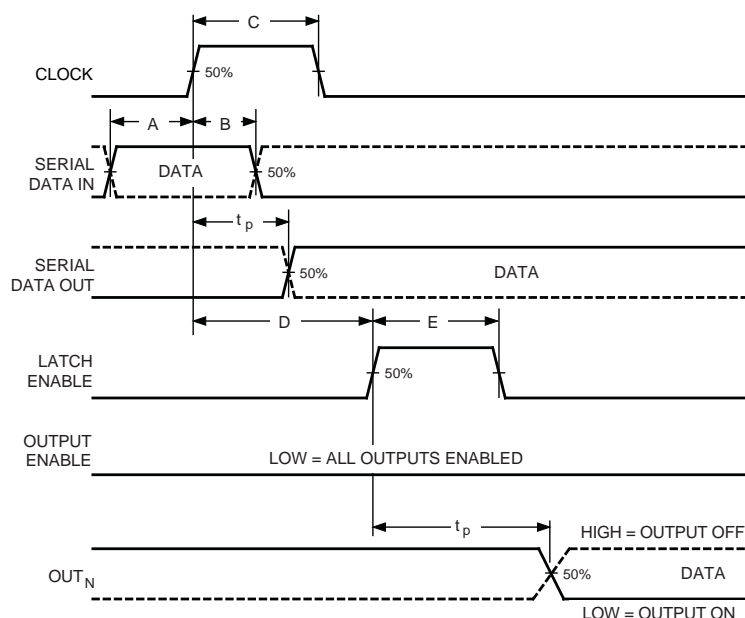 C
CLOCK
50%
A
B
SERIAL
DATA IN
DATA
50%
t p
SERIAL
DATA OUT
50%
DATA
D
E
LATCH
ENABLE
50%
OUTPUT
ENABLE
LOW = ALL OUTPUTS ENABLED
t p
HIGH = OUTPUT OFF
OUT N
50%
DATA
LOW = OUTPUT ON